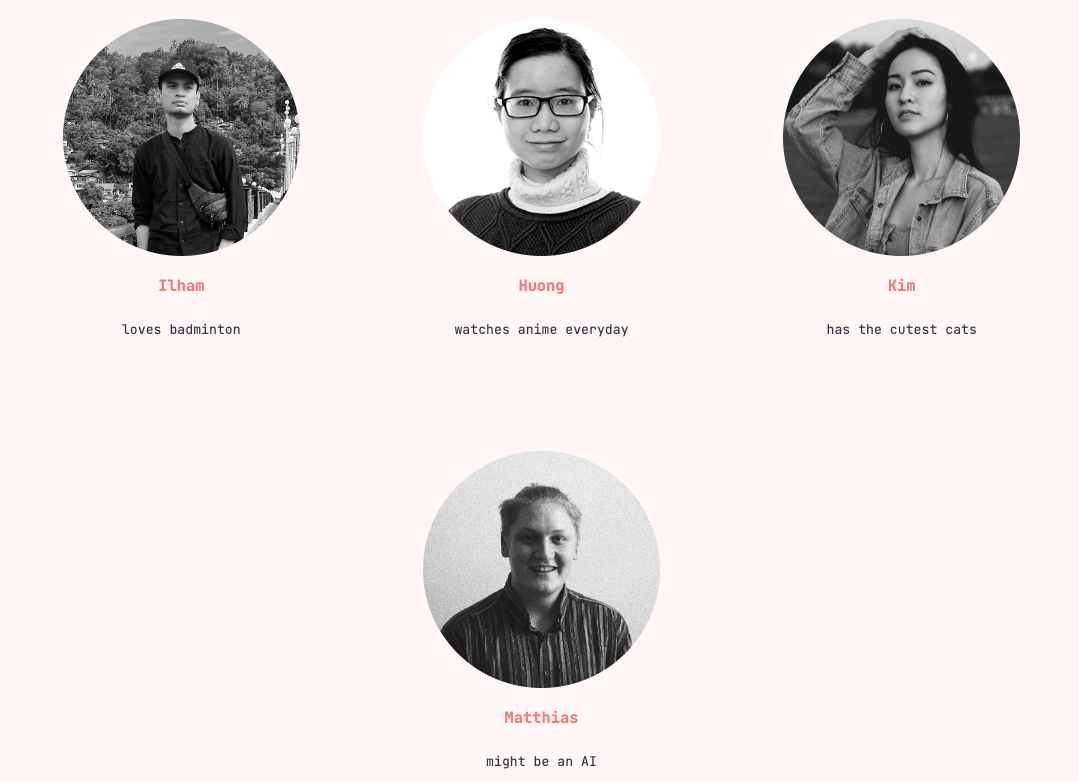 Ilham
Huong
Kim
loves badminton
watches anime everyday
has the cutest cats
Matthias
might be an AI